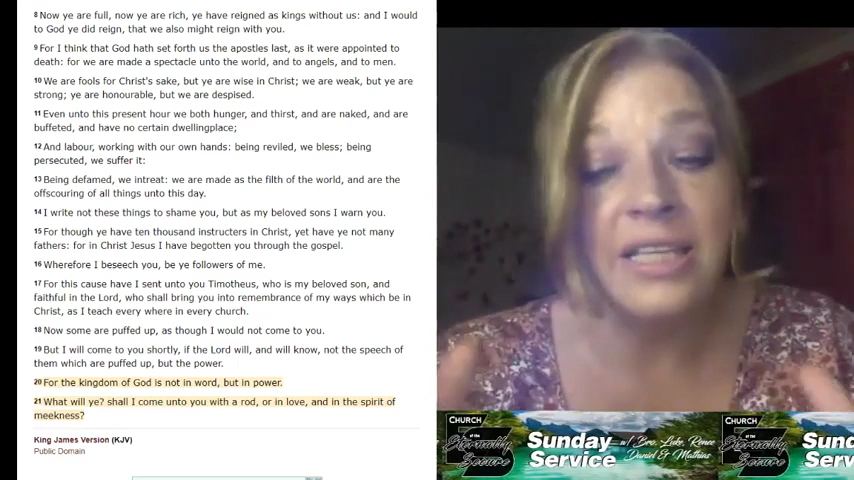 8 Now ye are full, now ye are rich, ye have reigned as kings without us: and I would
to God ye did reign, that we also might reign with you.
9 For I think that God hath set forth us the apostles last, as it were appointed to
death: for we are made a spectacle unto the world, and to angels, and to men.
10 We are fools for Christ's sake, but ye are wise in Christ; we are weak, but ye are
strong; ye are honourable, but we are despised.
11 Even unto this present hour we both hunger, and thirst, and are naked, and are
buffeted, and have no certain dwellingplace;
12 And labour, working with our own hands: being reviled, we bless; being
persecuted, we suffer it:
13 Being defamed, we intreat: we are made as the filth of the world, and are the
offscouring of all things unto this day.
14 I write not these things to shame you, but as my beloved sons I warn you.
15 For though ye have ten thousand instructers in Christ, yet have ye not many
fathers: for in Christ Jesus I have begotten you through the gospel.
16 Wherefore I beseech you, be ye followers of me.
17 For this cause have I sent unto you Timotheus, who is my beloved son, and
faithful in the Lord, who shall bring you into remembrance of my ways which be in
Christ, as I teach every where in every church.
18 Now some are puffed up, as though I would not come to you.
19 But I will come to you shortly, if the Lord will, and will know, not the speech of
them which are puffed up, but the power.
20 For the kingdom of God is not in word, but in power.
21 What will ye? shall I come unto you with a rod, or in love, and in the spirit of
meekness?
King James Version (KJV)
Public Domain
CHURCH
of the
Eternally
Secure
Sunday
Service
w/ Bro. Luke, Renee
Daniel & Mathias
CHURCH
of the
Eternally
Secure
Sund
Serv